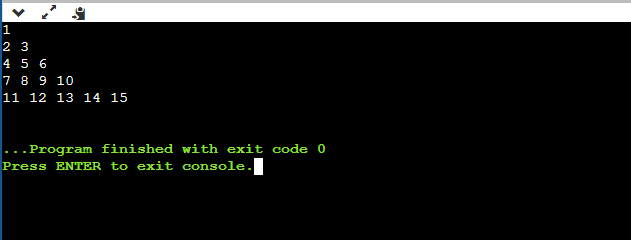 1
2 3
4 5 6
7 8 9 10
11 12 13 14 15
...Program finished with exit code 0
Press ENTER to exit console.